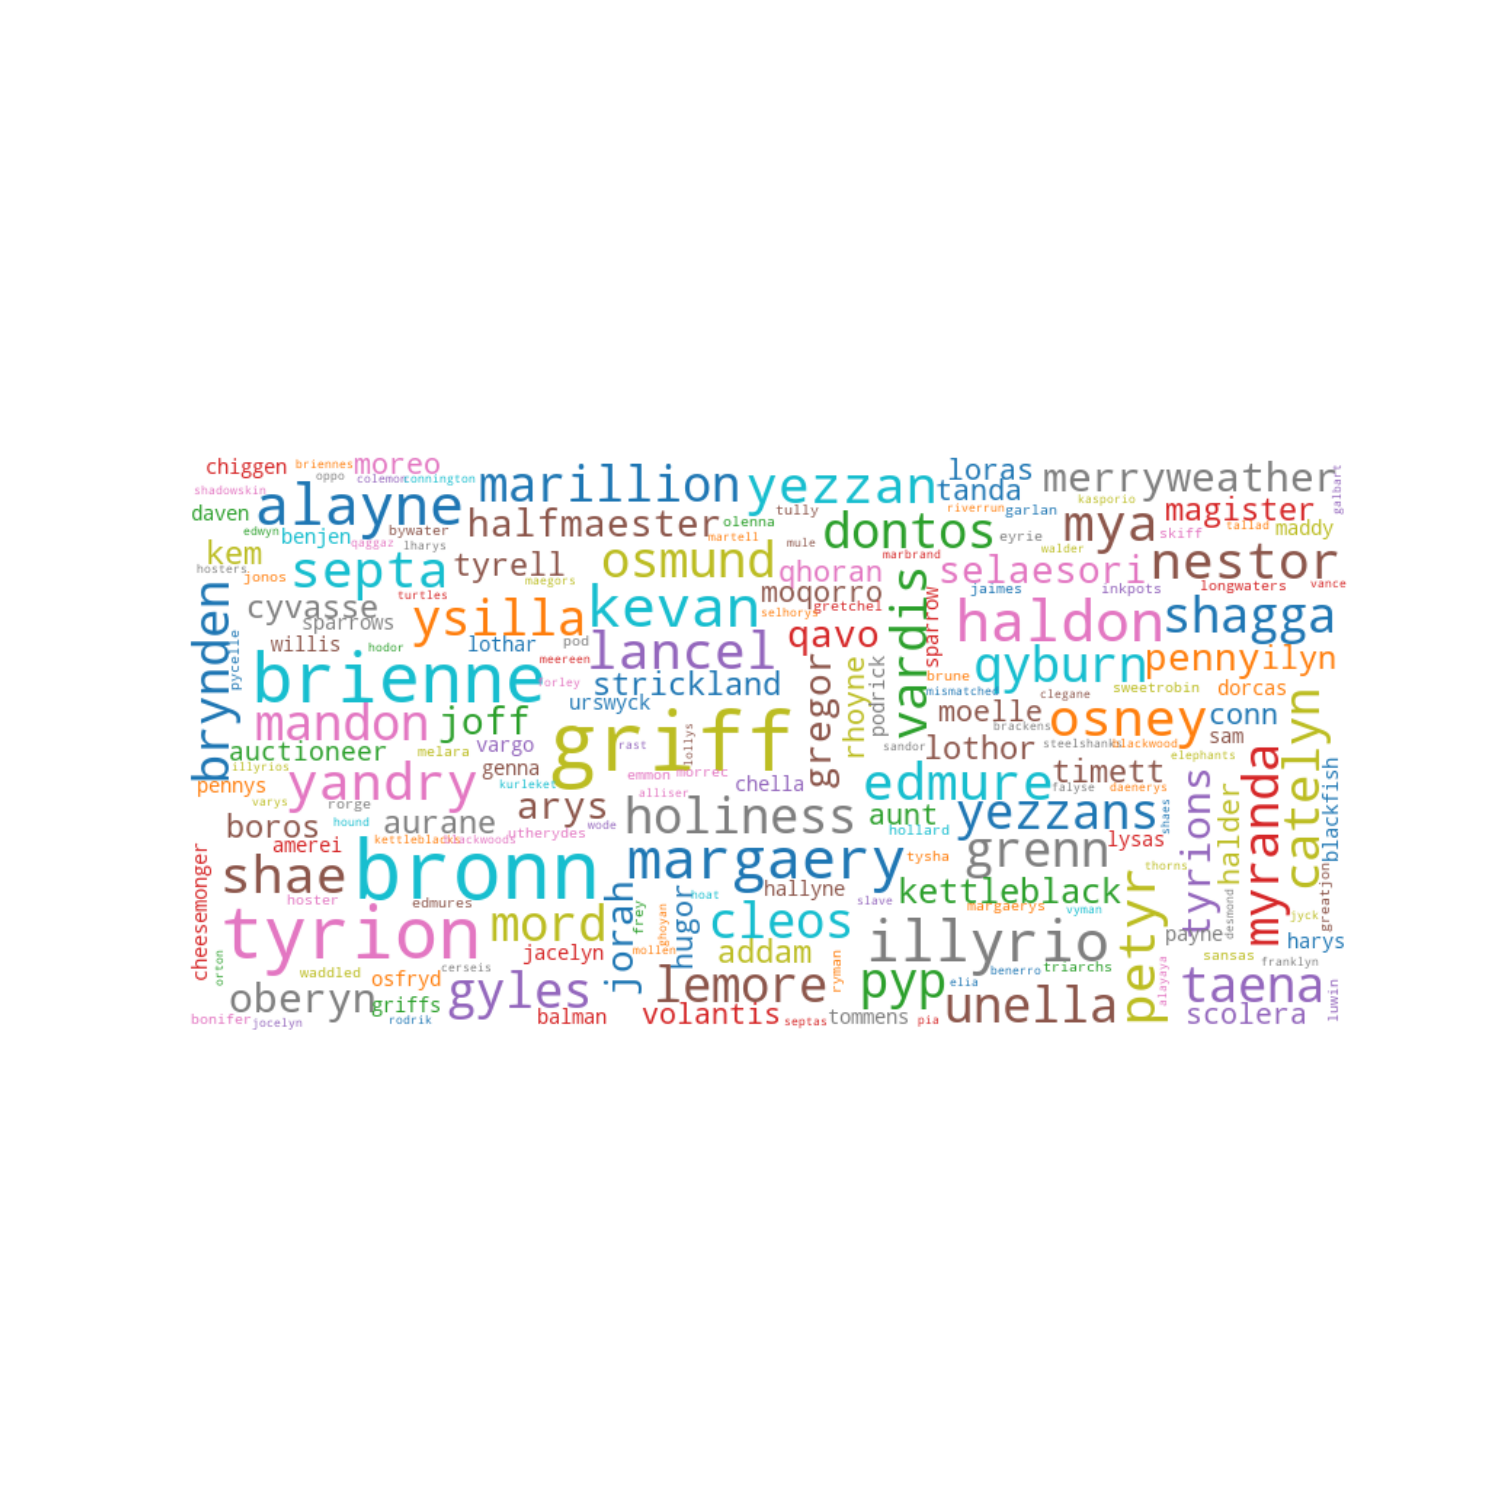 chiggen
briennes
moreo
marillion
yezzan
loras
merryweather
galbart
shadowskin
oppo
colemon
connington
alayne
tanda
kasporio
magister
daven
halfmaester
olenna
tully
dontos
riverrun
garlan
mya
tallad
maddy
edwyn
benjen
bywater
martell
eyrie
skiff
kem
qaggaz
lharys
mule
marbrand
walder
nestor
hosters
jonos
septa
tyrell
maegors
osmund
qhoran
selaesori
longwaters
vance
turtles
moqorro
jaimes
inkpots
brynden
cyvasse
sparrows
ysilla
kevan
selhorys
gretchel
vardis
sparrow
haldon
shagga
pycelle
willis
hodor
lothar
pod
lancel
qavo
qyburn
penny
ilyn
meereen
brienne
strickland
gregor
rhoyne
podrick
brune
mismatched
clegane
sweetrobin
dorcas
catelyn
urswyck
mandon
joff
griff
lollys
moelle
brackens
osney
conn
auctioneer
melara
vargo
rast
sandor
lothor
steelshanks
blackwood
sam
illyrios
pennys
yandry
genna
kurleket
emmon
morrec
alliser
chella
edmure
timett
falyse
daenerys
elephants
myranda
tyrions
blackfish
varys
rorge
arys
holiness
aunt
yezzans
shaes
halder
boros
hound
aurane
utherydes
wode
hollard
amerei
kettleblacks
blackwoods
margaery
tysha
grenn
lysas
cheesemonger
shae
bronn
hallyne
kettleblack
thorns
petyr
greatjon
hoster
edmures
jorah
frey
hugor
hoat
slave
margaerys
vyman
desmond
jyck
tyrion
mord
ghoyan
cleos
illyrio
payne
harys
orton
waddled
cerseis
jacelyn
mollen
addam
ryman
benerro
triarchs
alayaya
sansas
franklyn
osfryd
lemore
pyp
elia
taena
luwin
oberyn
griffs
gyles
unella
bonifer
jocelyn
rodrik
balman
volantis
septas
tommens
pia
scolera